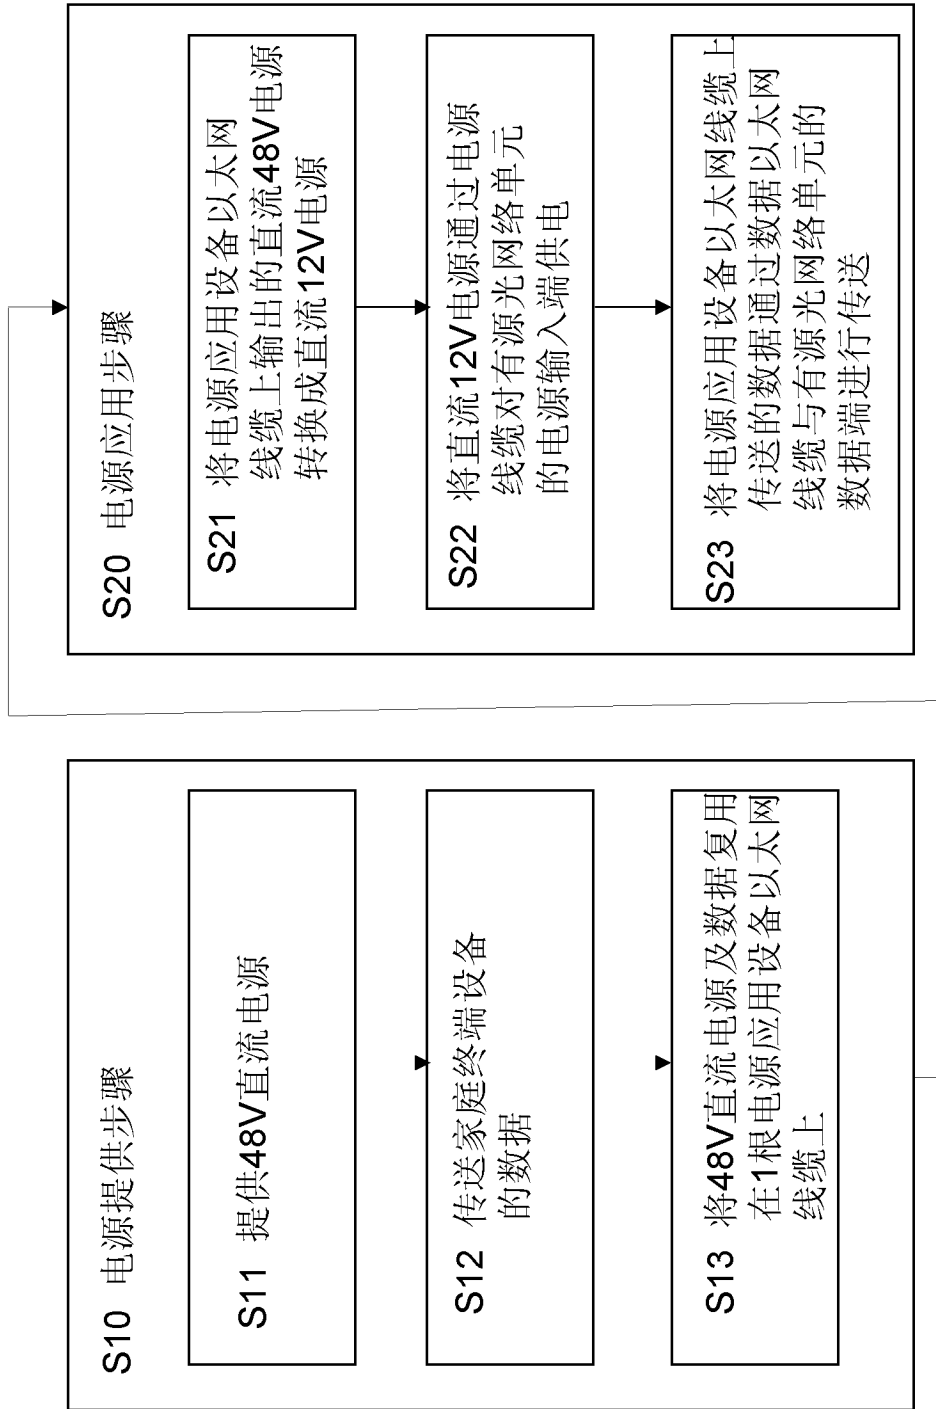 S10 电源提供步骤
S11 提供48V直流电源
S12 传送家庭终端设备
的数据
S13 将48V直流电源及数据复用
在1根电源应用设备以太网
线缆上
S20 电源应用步骤
S21 将电源应用设备以太网
线缆上输出的直流48V电源
转换成直流12V电源
S22 将直流12V电源通过电源
线缆对有源光网络单元
的电源输入端供电
S23 将电源应用设备以太网线缆上
传送的数据通过数据以太网
线缆与有源光网络单元的
数据端进行传送